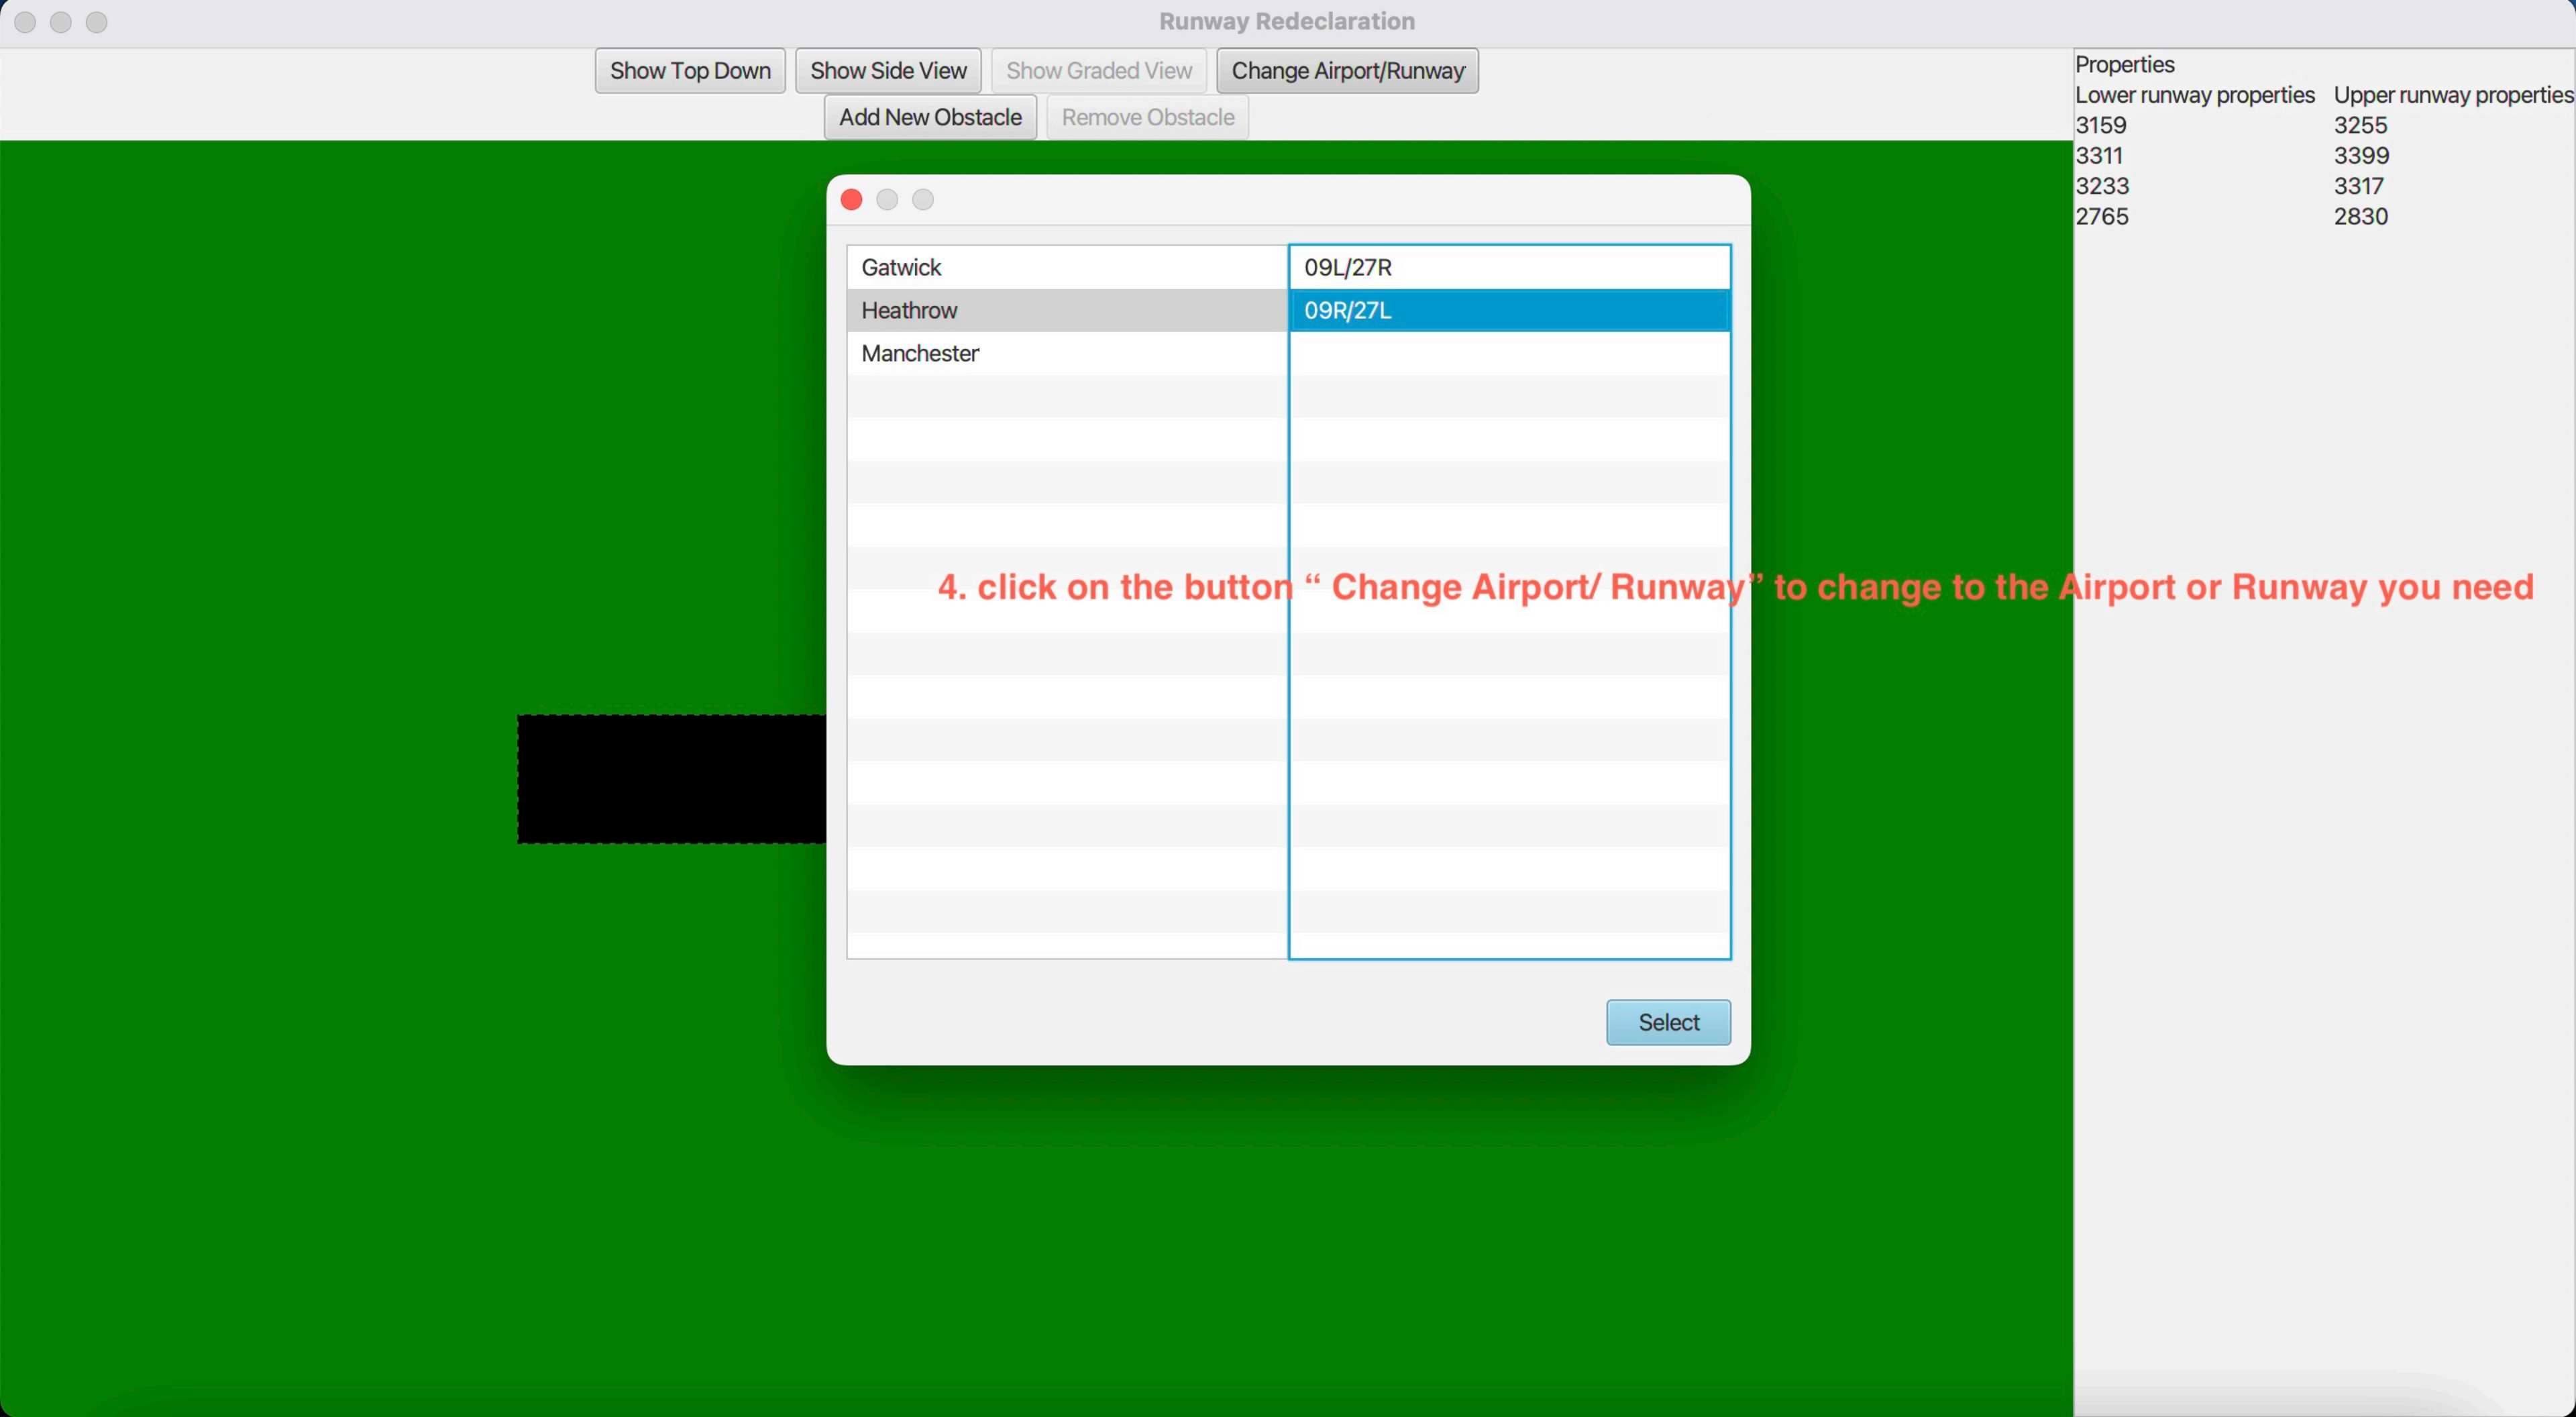 Runway Redeclaration
Show Top Down Show Side View Show Graded View Change Airport/Runway
Add New Obstacle Remove Obstacle
Properties
Lower runway properties Upper runway properties
3159 3255
3311 3399
3233 3317
2765 2830
Gatwick 09L/27R
Heathrow 09R/27L
Manchester
4. click on the button “ Change Airport/ Runway” to change to the Airport or Runway you need
Select